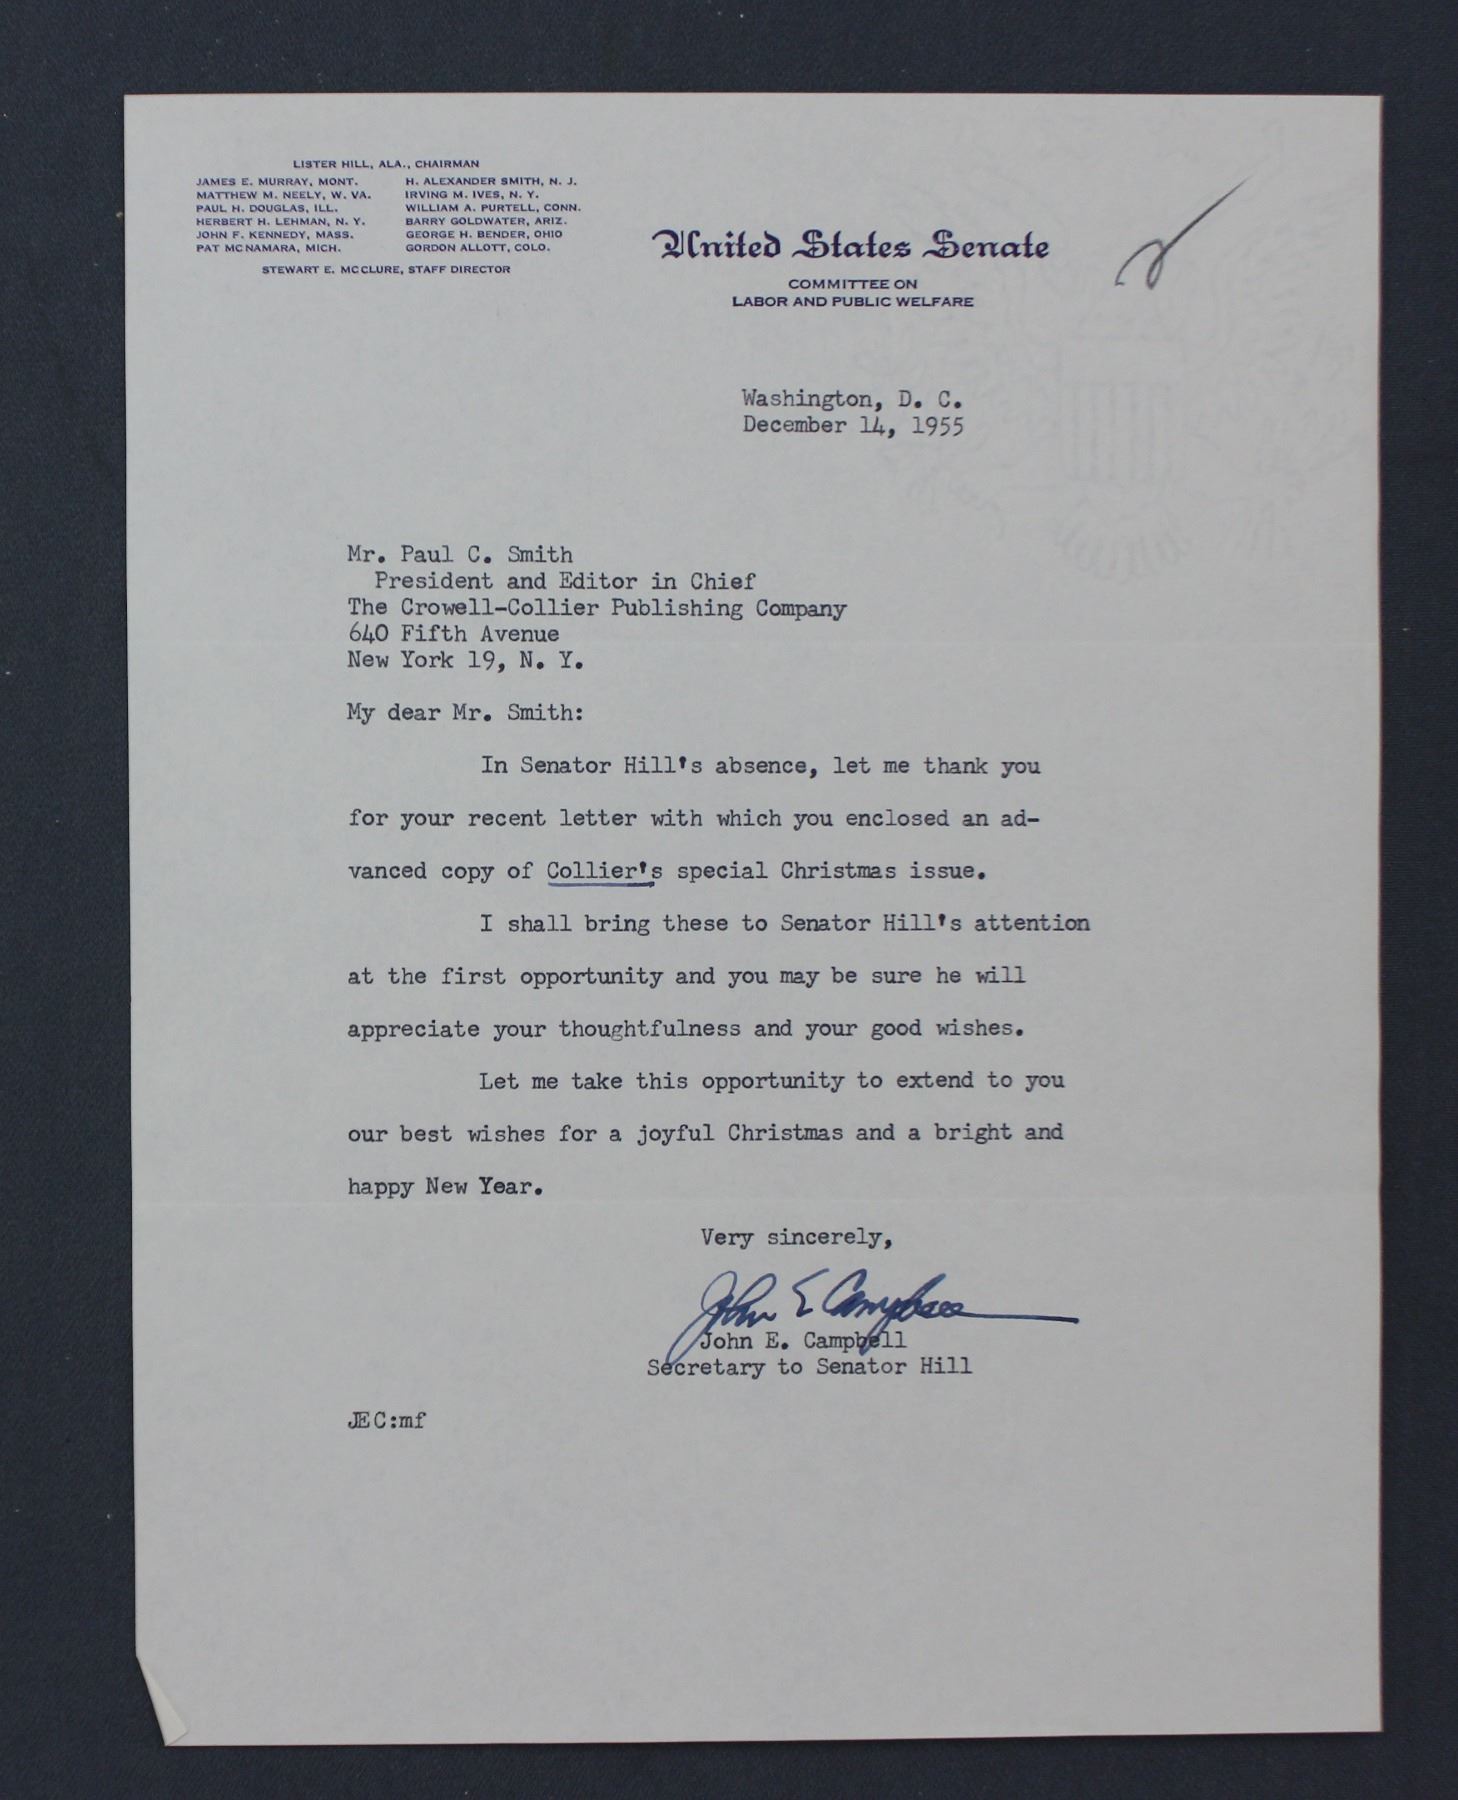 LISTER HILL, ALA., CHAIRMAN
JAMES E. MURRAY, MONT. H. ALEXANDER SMITH, N. J.
MATTHEW M. NEELY, W. VA. IRVING M. IVES, N. Y.
PAUL H. DOUGLAS, ILL. WILLIAM A. PURTELL, CONN.
HERBERT H. LEHMAN, N. Y. BARRY GOLDWATER, ARIZ.
JOHN F. KENNEDY, MASS. GEORGE H. BENDER, OHIO
PAT MCNAMARA, MICH. GORDON ALLOTT, COLO.
STEWART E. MCCLURE, STAFF DIRECTOR
United States Senate
COMMITTEE ON
LABOR AND PUBLIC WELFARE
Washington, D. C.
December 14, 1955
Mr. Paul C. Smith
President and Editor in Chief
The Crowell-Collier Publishing Company
640 Fifth Avenue
New York 19, N. Y.
My dear Mr. Smith:
In Senator Hill's absence, let me thank you
for your recent letter with which you enclosed an ad-
vanced copy of Collier's special Christmas issue.
I shall bring these to Senator Hill's attention
at the first opportunity and you may be sure he will
appreciate your thoughtfulness and your good wishes.
Let me take this opportunity to extend to you
our best wishes for a joyful Christmas and a bright and
happy New Year.
Very sincerely,
John E Campbell
John E. Campbell
Secretary to Senator Hill
JEC:mf